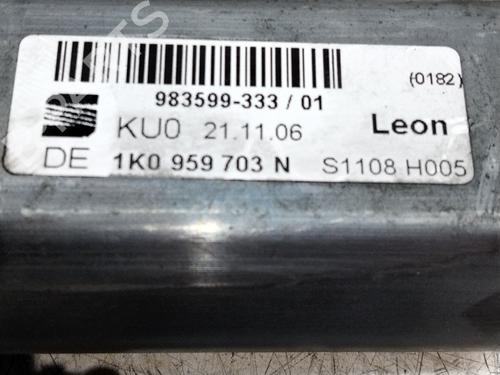 (0182)
983599-333 / 01
KU0 21.11.06 Leon
DE 1K0 959 703 N S1108 H005